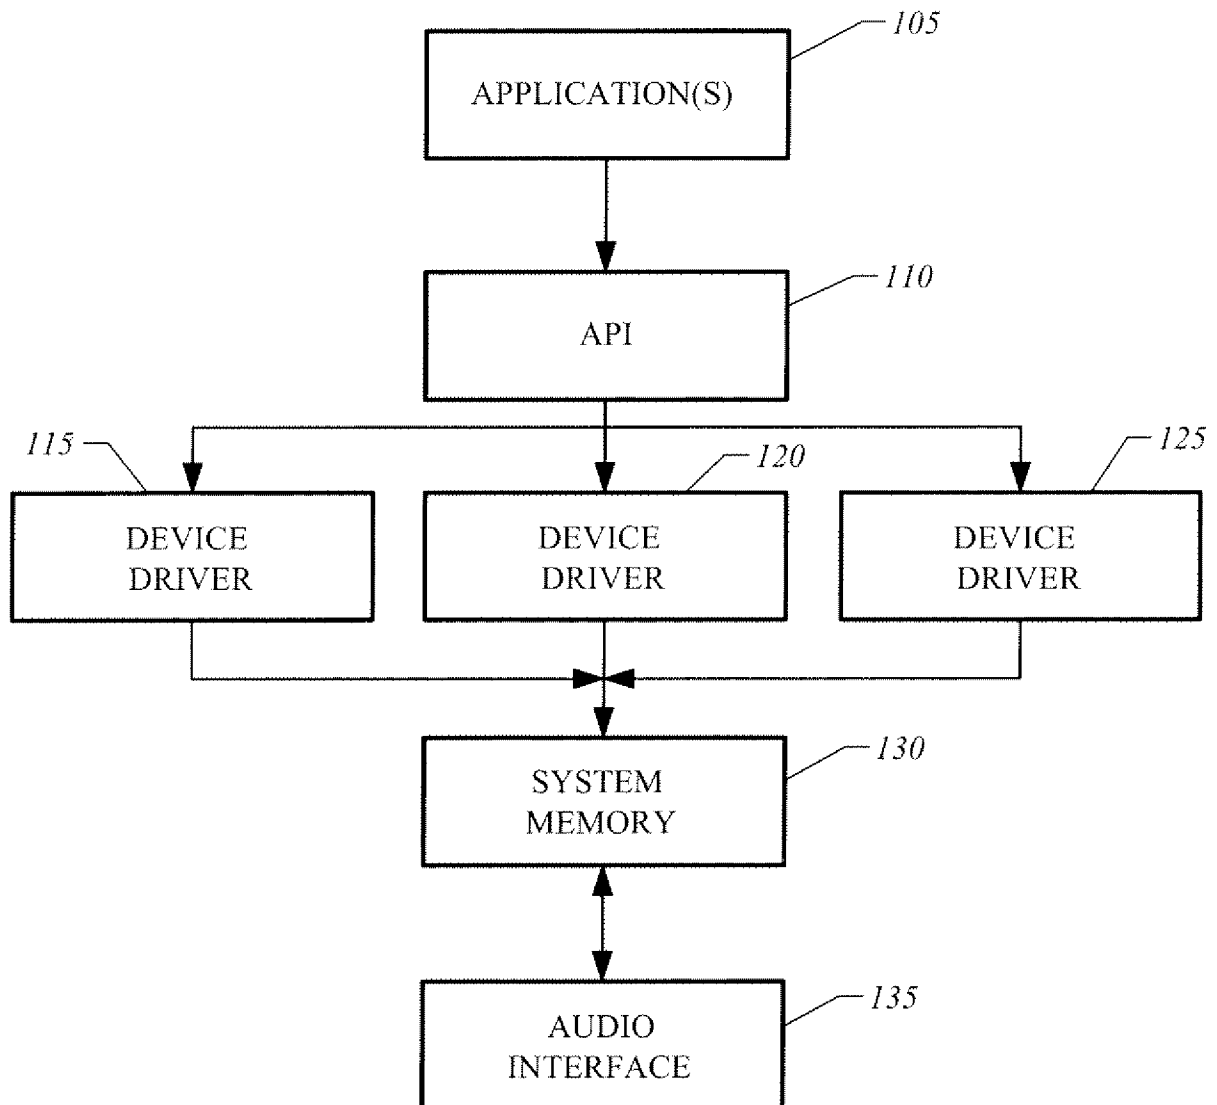 105
APPLICATION(S)
110
API
115
120
125
DEVICE
DRIVER
DEVICE
DRIVER
DEVICE
DRIVER
130
SYSTEM
MEMORY
135
AUDIO
INTERFACE